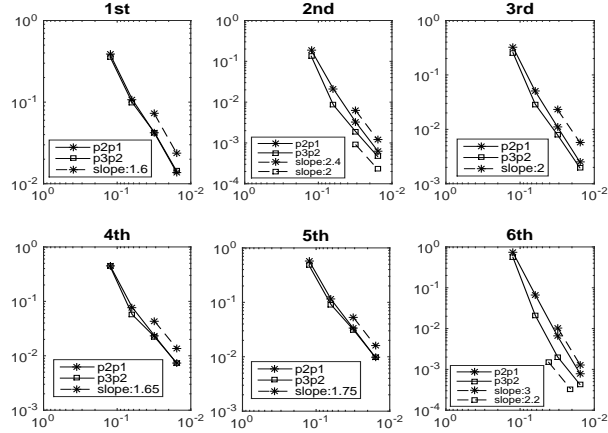 1st
10^0
10^-1
10^-2
p2p1
p3p2
slope:1.6
10^0
10^-1
10^-2
2nd
10^0
10^-1
10^-2
10^-3
10^-4
p2p1
p3p2
slope:2.4
slope:2
10^0
10^-1
10^-2
3rd
10^0
10^-1
10^-2
10^-3
p2p1
p3p2
slope:2
10^0
10^-1
10^-2
4th
10^0
10^-1
10^-2
10^-3
p2p1
p3p2
slope:1.65
10^0
10^-1
10^-2
5th
10^0
10^-1
10^-2
10^-3
p2p1
p3p2
slope:1.75
10^0
10^-1
10^-2
6th
10^0
10^-1
10^-2
10^-3
10^-4
p2p1
p3p2
slope:3
slope:2.2
10^0
10^-1
10^-2